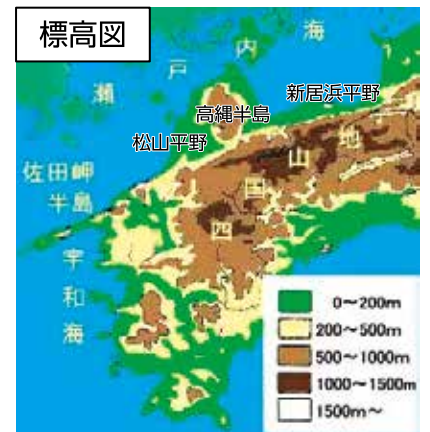 標高図
瀬戸内海
新居浜平野
高縄半島
松山平野
四国山地
佐田岬
半島
宇和海
0〜200m
200〜500m
500〜1000m
1000〜1500m
1500m〜